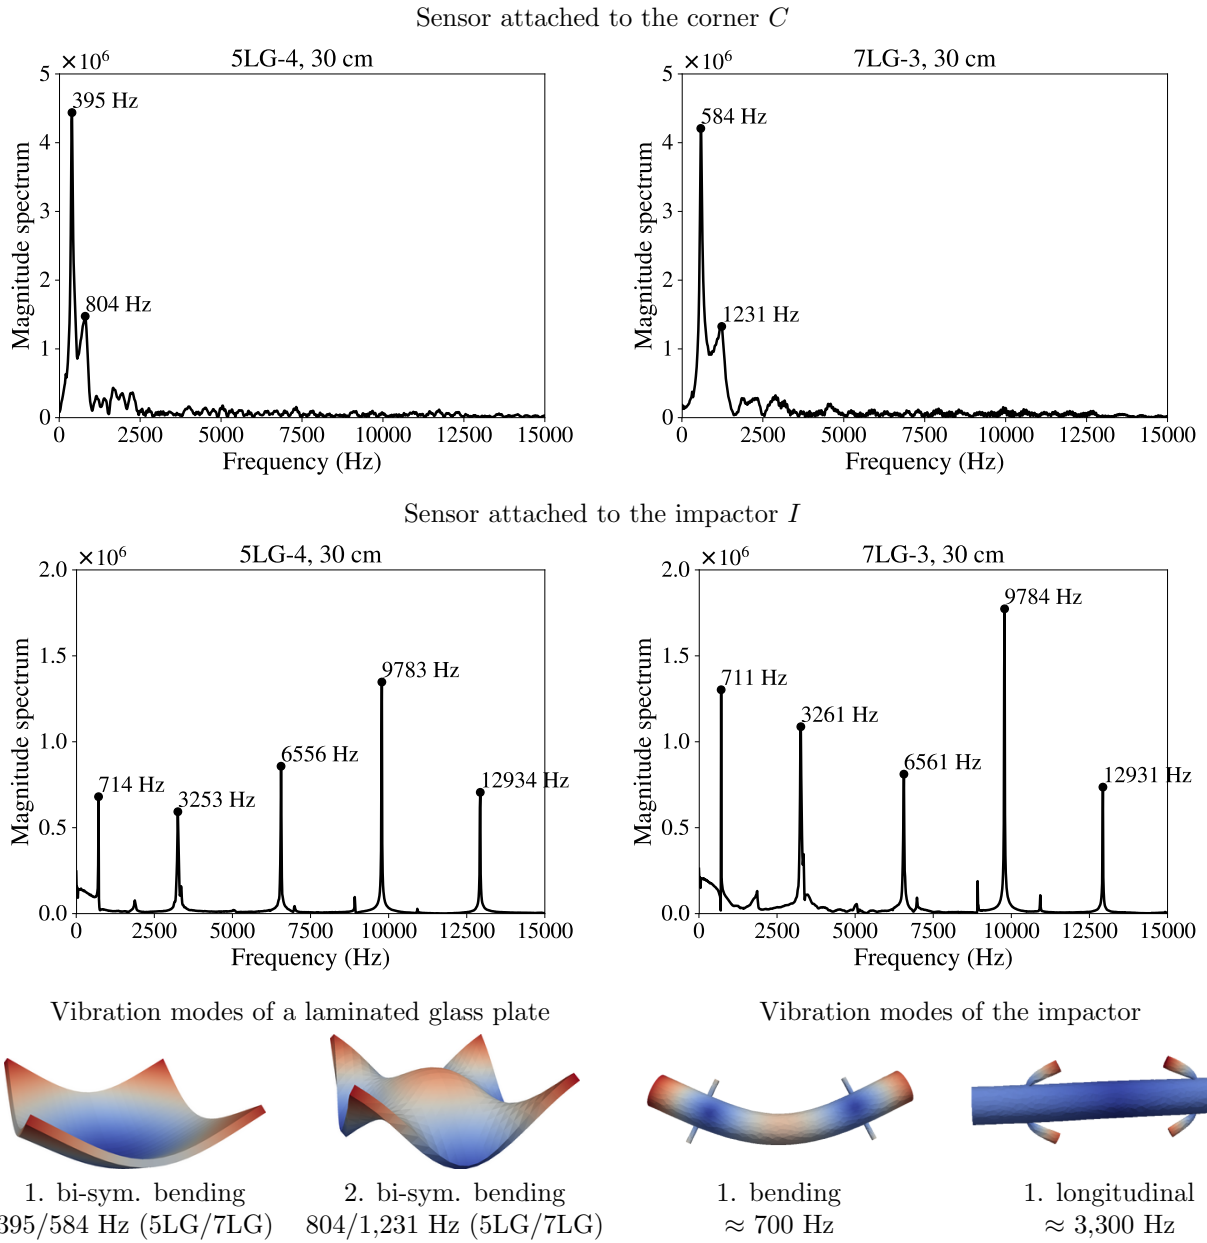 Sensor attached to the corner C
×10⁶
5LG-4, 30 cm
5
4
3
2
1
0
Magnitude spectrum
395 Hz
804 Hz
0 2500 5000 7500 10000 12500 15000
Frequency (Hz)
×10⁶
7LG-3, 30 cm
5
4
3
2
1
0
Magnitude spectrum
584 Hz
1231 Hz
0 2500 5000 7500 10000 12500 15000
Frequency (Hz)
Sensor attached to the impactor I
×10⁶
5LG-4, 30 cm
2.0
1.5
1.0
0.5
0.0
Magnitude spectrum
714 Hz
3253 Hz
6556 Hz
9783 Hz
12934 Hz
0 2500 5000 7500 10000 12500 15000
Frequency (Hz)
×10⁶
7LG-3, 30 cm
2.0
1.5
1.0
0.5
0.0
Magnitude spectrum
711 Hz
3261 Hz
6561 Hz
9784 Hz
12931 Hz
0 2500 5000 7500 10000 12500 15000
Frequency (Hz)
Vibration modes of a laminated glass plate
1. bi-sym. bending
395/584 Hz (5LG/7LG)
2. bi-sym. bending
804/1,231 Hz (5LG/7LG)
Vibration modes of the impactor
1. bending
≈ 700 Hz
1. longitudinal
≈ 3,300 Hz